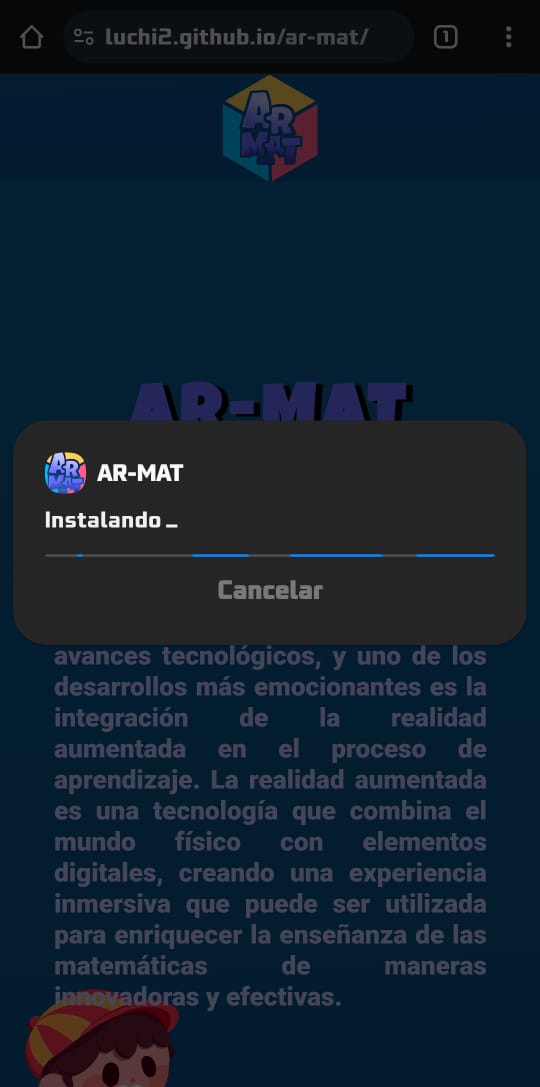 luchi2.github.io/ar-mat/
1
AR
MAT
AR-MAT
AR
MAT
AR-MAT
Instalando
Cancelar
avances tecnológicos, y uno de los
desarrollos más emocionantes es la
integración de la realidad
aumentada en el proceso de
aprendizaje. La realidad aumentada
es una tecnología que combina el
mundo físico con elementos
digitales, creando una experiencia
inmersiva que puede ser utilizada
para enriquecer la enseñanza de las
matemáticas de maneras
innovadoras y efectivas.